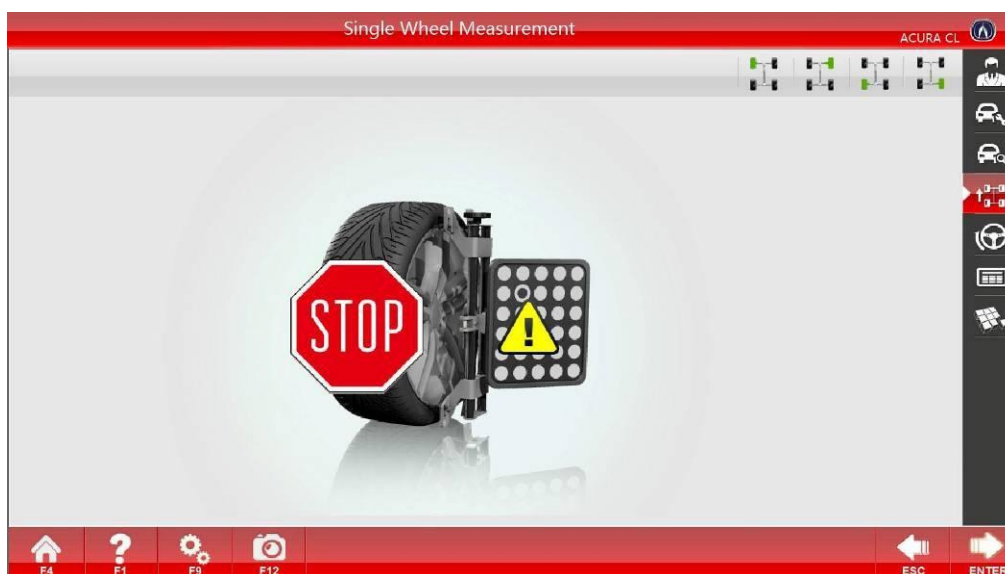 Single Wheel Measurement
ACURA CL
STOP
!
?
F4
F1
F9
F12
ESC
ENTER